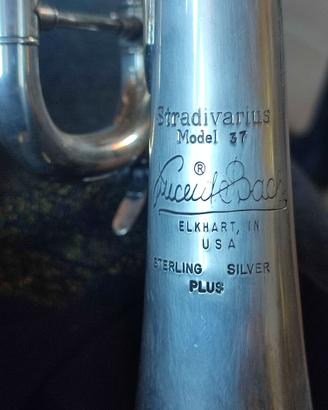 Stradivarius
Model 37
®
Vincent Bach
ELKHART, IN
USA
STERLING SILVER
PLUS